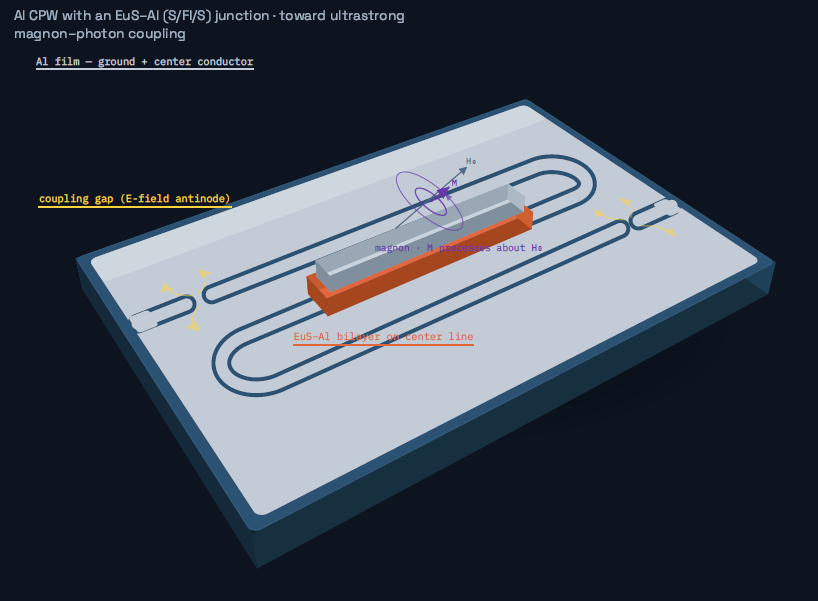 Al CPW with an EuS–Al (S/FI/S) junction · toward ultrastrong
magnon–photon coupling
Al film — ground + center conductor
H₀
M
coupling gap (E-field antinode)
magnon · M precesses about H₀
EuS–Al bilayer on center line